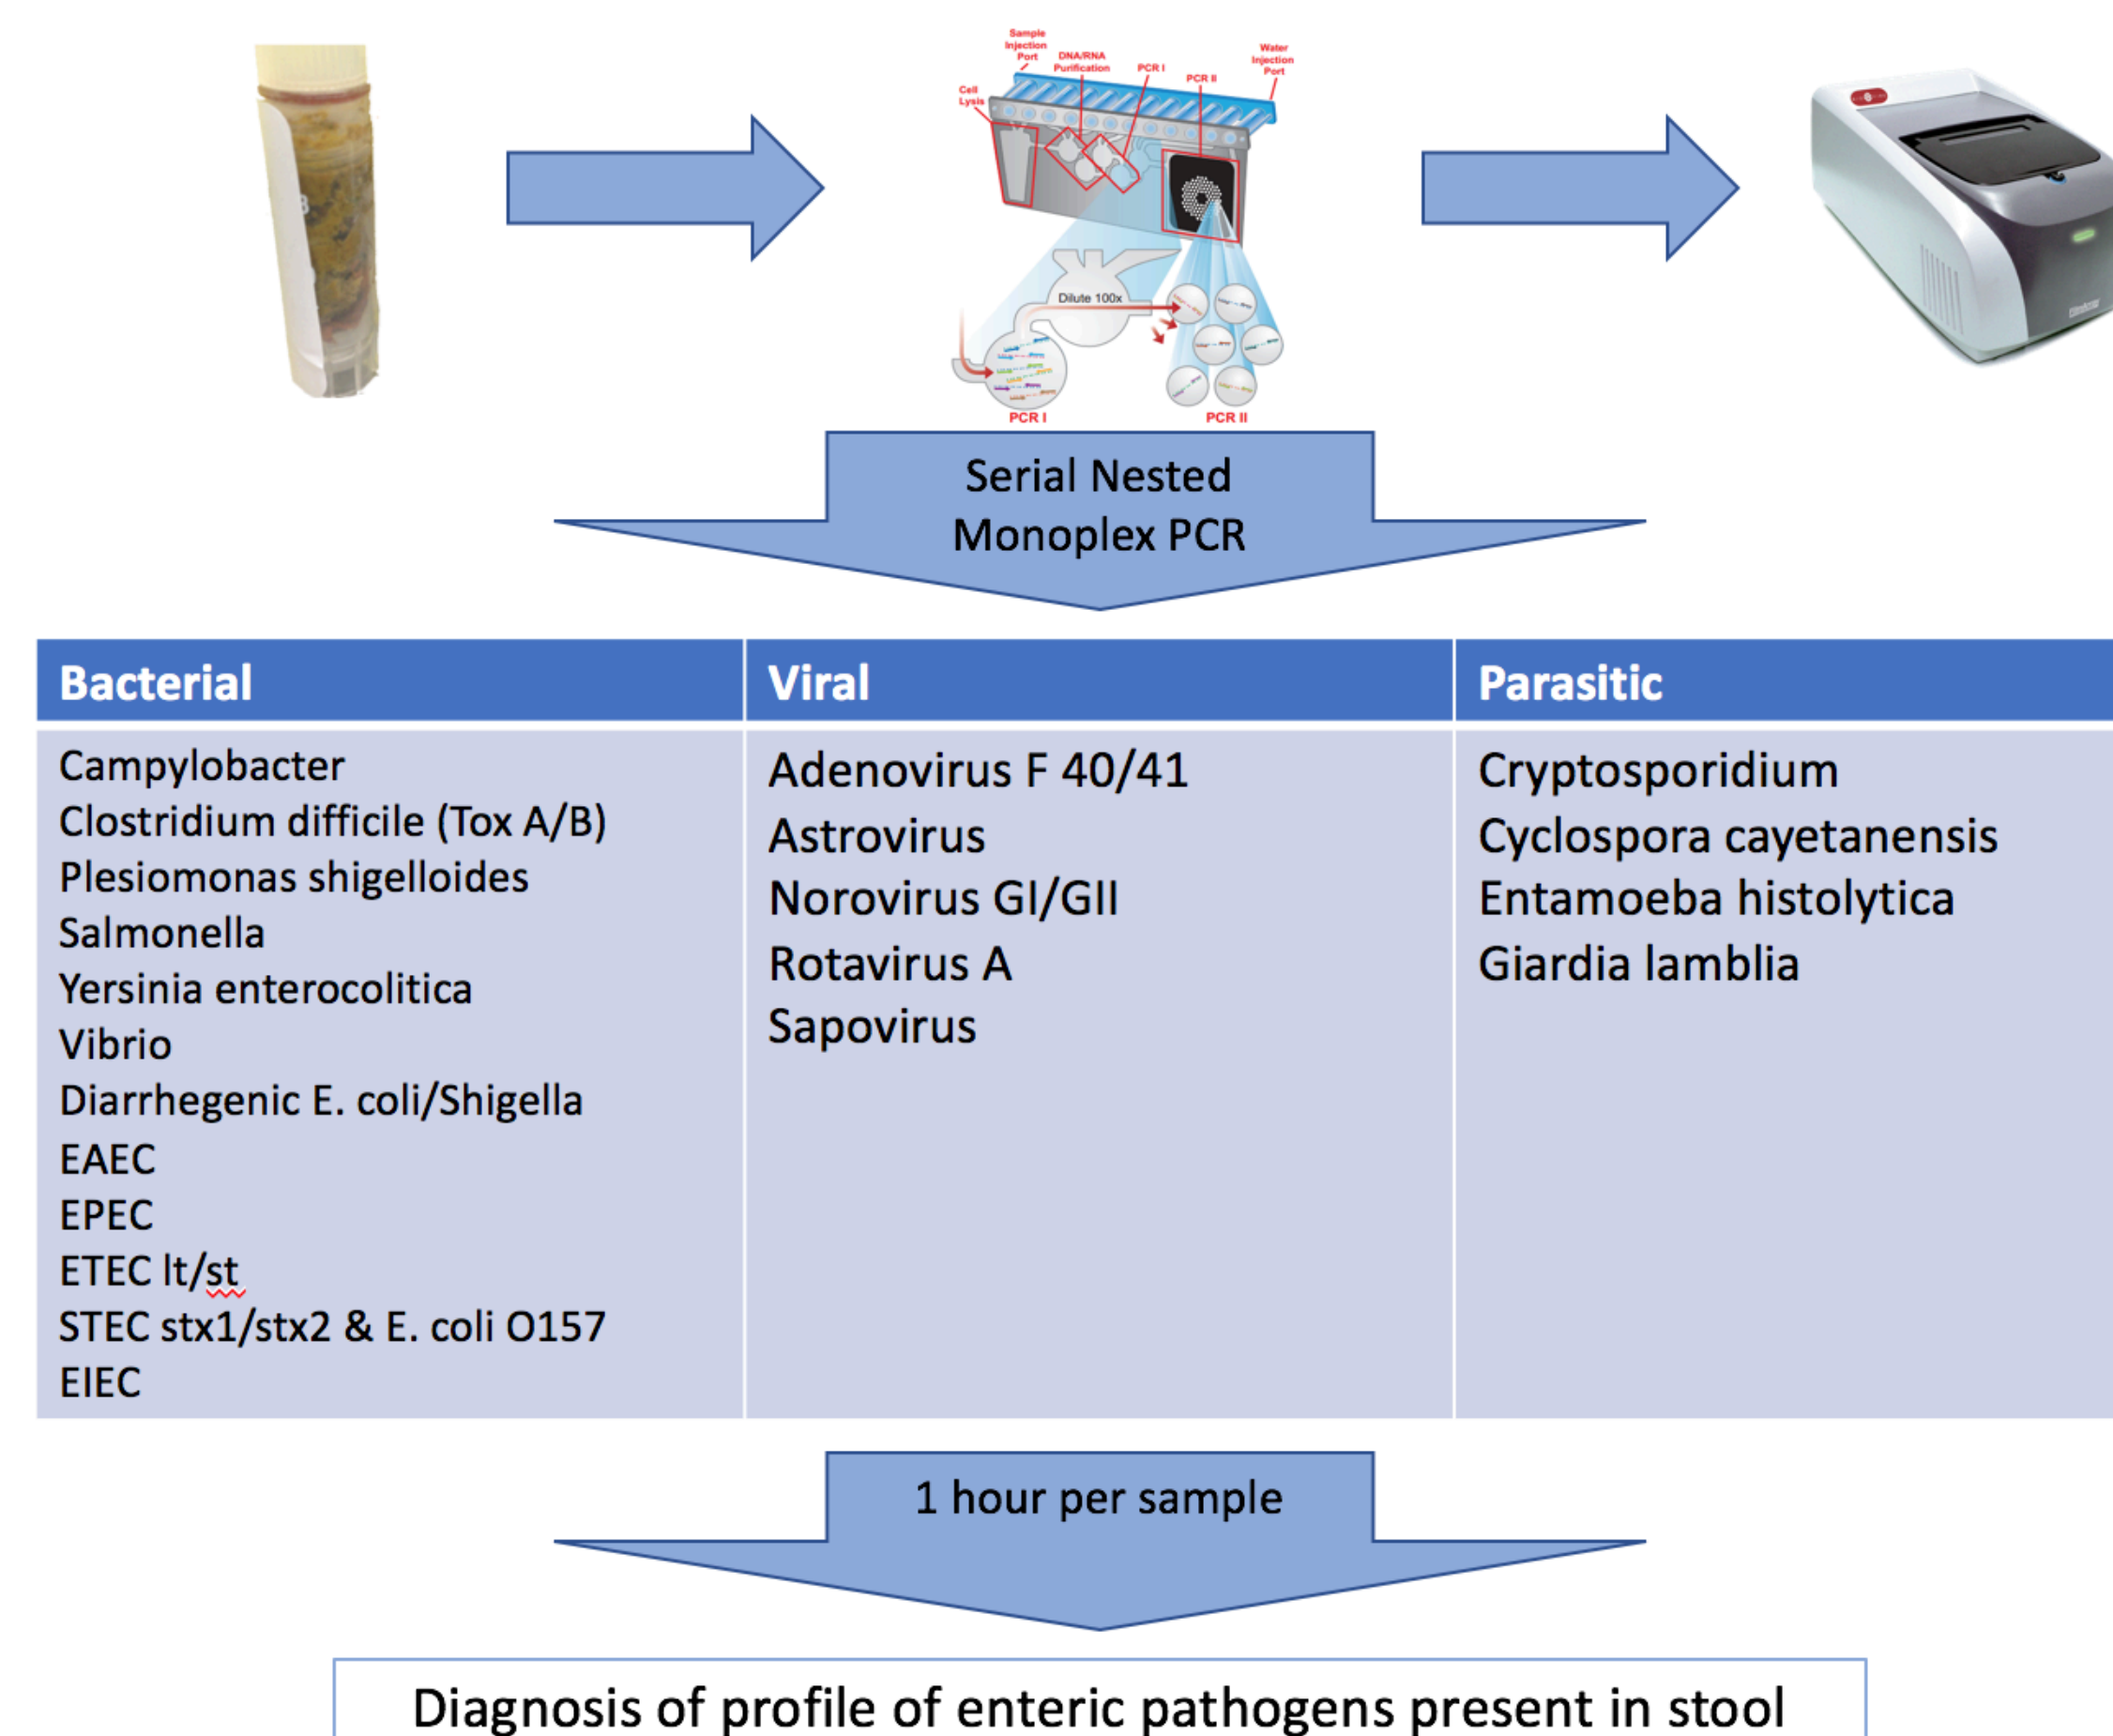 Sample
Injection
Port
DNA/RNA
Purification
PCR I
PCR II
Water
Injection
Port
Cell
Lysis
Dilute 100x
PCR I
PCR II
Serial Nested
Monoplex PCR
Bacterial
Viral
Parasitic
Campylobacter
Clostridium difficile (Tox A/B)
Plesiomonas shigelloides
Salmonella
Yersinia enterocolitica
Vibrio
Diarrhegenic E. coli/Shigella
EAEC
EPEC
ETEC lt/st
STEC stx1/stx2 & E. coli O157
EIEC
Adenovirus F 40/41
Astrovirus
Norovirus GI/GII
Rotavirus A
Sapovirus
Cryptosporidium
Cyclospora cayetanensis
Entamoeba histolytica
Giardia lamblia
1 hour per sample
Diagnosis of profile of enteric pathogens present in stool